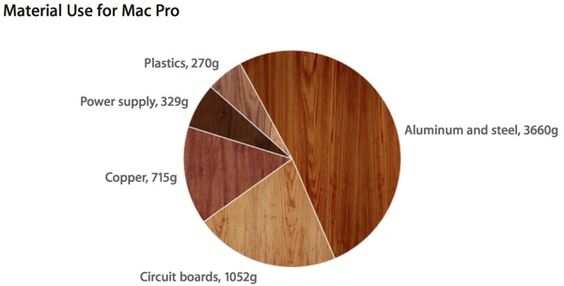 Material Use for Mac Pro
Plastics, 270g
Power supply, 329g
Aluminum and steel, 3660g
Copper, 715g
Circuit boards, 1052g